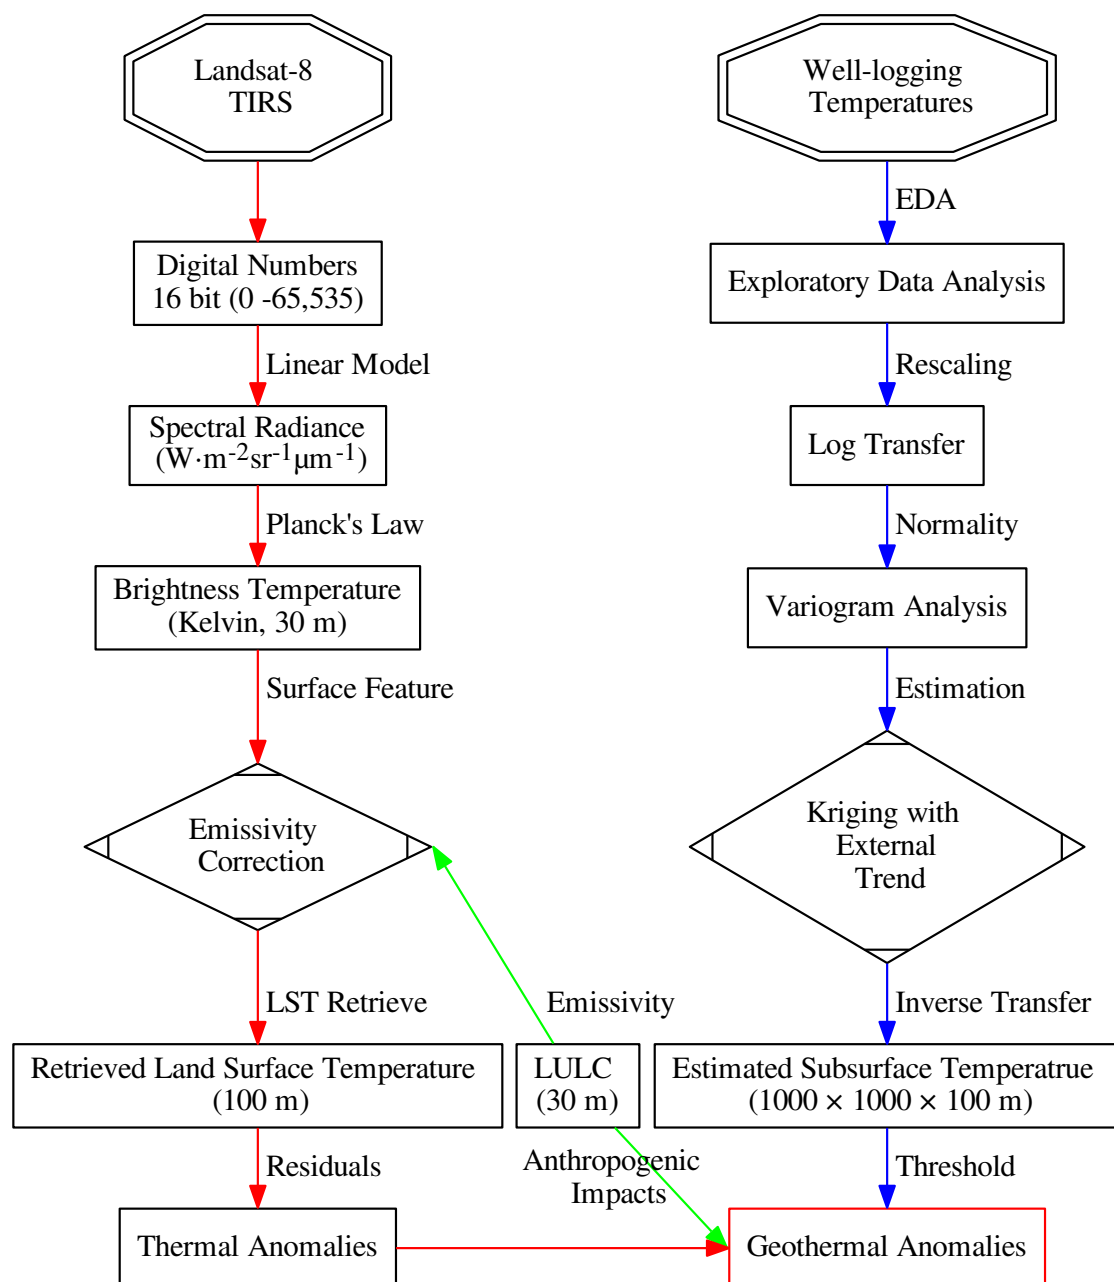 Landsat-8
TIRS
Digital Numbers
16 bit (0 -65,535)
Linear Model
Spectral Radiance
(W·m⁻²sr⁻¹µm⁻¹)
Planck's Law
Brightness Temperature
(Kelvin, 30 m)
Surface Feature
Emissivity
Correction
LST Retrieve
Retrieved Land Surface Temperature
(100 m)
Residuals
Thermal Anomalies
Emissivity
LULC
(30 m)
Anthropogenic
Impacts
Well-logging
Temperatures
EDA
Exploratory Data Analysis
Rescaling
Log Transfer
Normality
Variogram Analysis
Estimation
Kriging with
External
Trend
Inverse Transfer
Estimated Subsurface Temperatrue
(1000 × 1000 × 100 m)
Threshold
Geothermal Anomalies